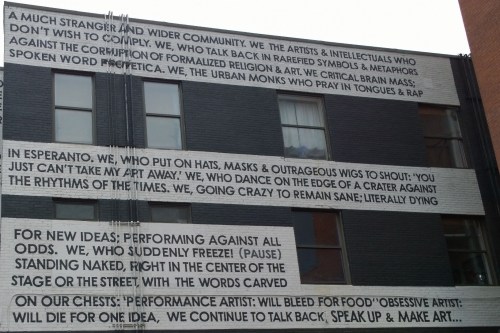 A MUCH STRANGER AND WIDER COMMUNITY. WE THE ARTISTS & INTELLECTUALS WHO
DON'T WISH TO COMPLY. WE, WHO TALK BACK IN RAREFIED SYMBOLS & METAPHORS
AGAINST THE CORRUPTION OF FORMALIZED RELIGION & ART. WE CRITICAL BRAIN MASS;
SPOKEN WORD PROVETICA. WE, THE URBAN MONKS WHO PRAY IN TONGUES & RAP
IN ESPERANTO. WE, WHO PUT ON HATS, MASKS & OUTRAGEOUS WIGS TO SHOUT: 'YOU
JUST CAN'T TAKE MY ART AWAY.' WE, WHO DANCE ON THE EDGE OF A CRATER AGAINST
THE RHYTHMS OF THE TIMES. WE, GOING CRAZY TO REMAIN SANE; LITERALLY DYING
FOR NEW IDEAS; PERFORMING AGAINST ALL
ODDS. WE, WHO SUDDENLY FREEZE! (PAUSE)
STANDING NAKED, RIGHT IN THE CENTER OF THE
STAGE OR THE STREET, WITH THE WORDS CARVED
ON OUR CHESTS: 'PERFORMANCE ARTIST: WILL BLEED FOR FOOD' 'OBSESSIVE ARTIST:
WILL DIE FOR ONE IDEA, WE CONTINUE TO TALK BACK, SPEAK UP & MAKE ART...